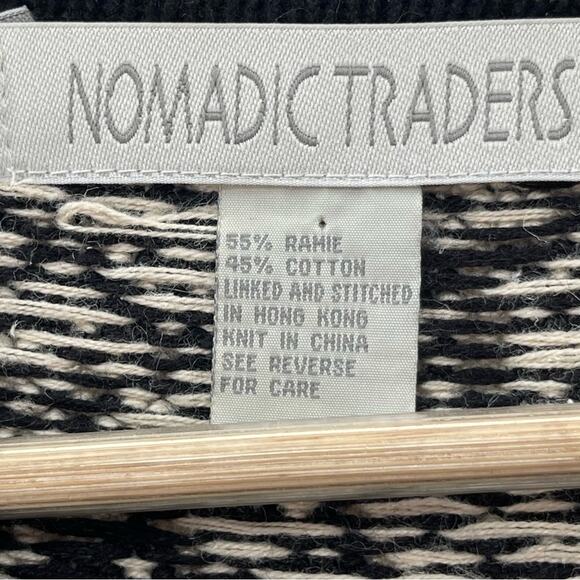 NOMADIC TRADERS
55% RAMIE
45% COTTON
LINKED AND STITCHED
IN HONG KONG
KNIT IN CHINA
SEE REVERSE
FOR CARE